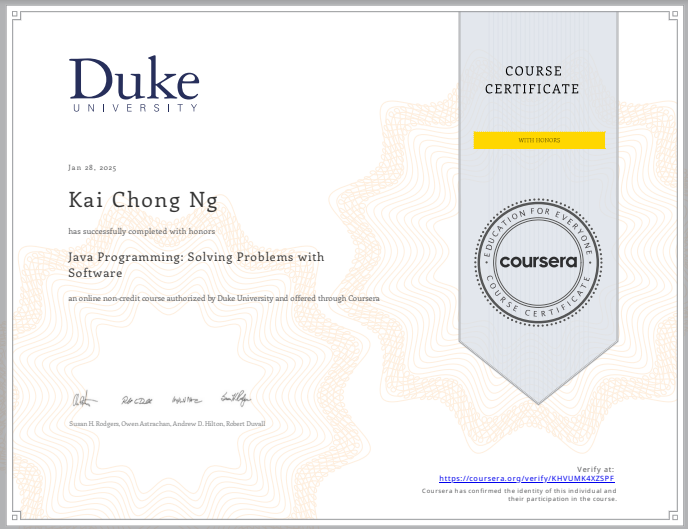 Duke
UNIVERSITY
COURSE
CERTIFICATE
WITH HONORS
Jan 28, 2025
Kai Chong Ng
has successfully completed with honors
Java Programming: Solving Problems with
Software
an online non-credit course authorized by Duke University and offered through Coursera
EDUCATION FOR EVERYONE
coursera
COURSE CERTIFICATE
Susan H. Rodgers, Owen Astrachan, Andrew D. Hilton, Robert Duvall
Verify at:
https://coursera.org/verify/KHVUMK4XZSPF
Coursera has confirmed the identity of this individual and
their participation in the course.